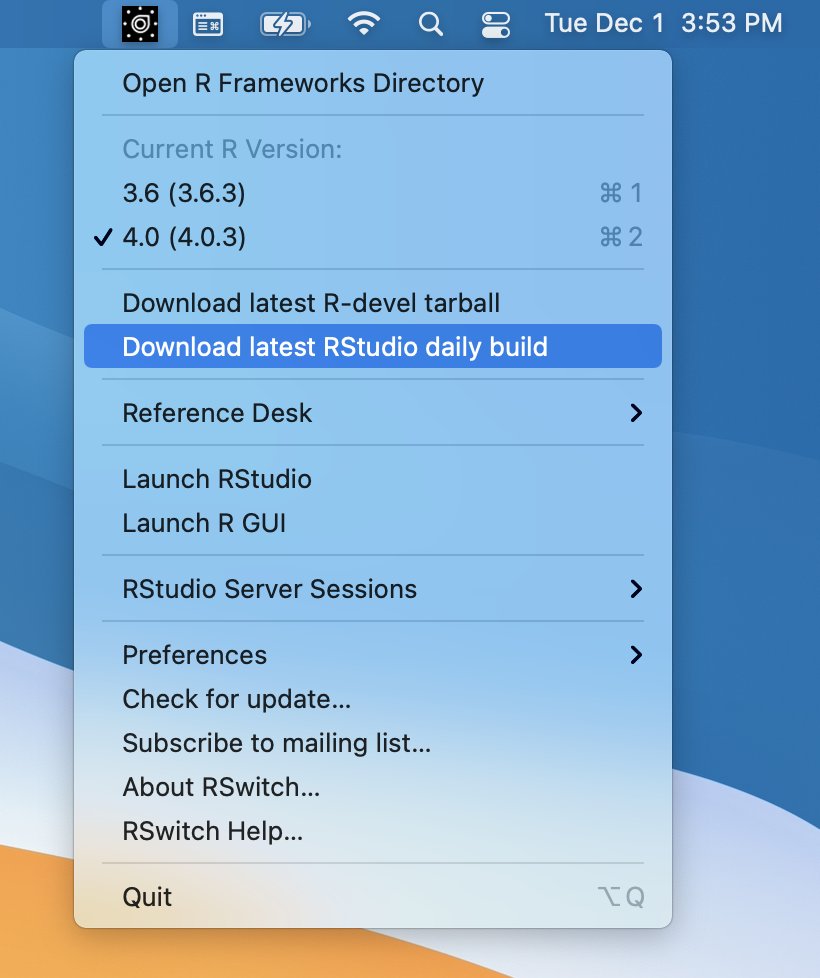 Tue Dec 1 3:53 PM
Open R Frameworks Directory
Current R Version:
3.6 (3.6.3) ⌘ 1
✓ 4.0 (4.0.3) ⌘ 2
Download latest R-devel tarball
Download latest RStudio daily build
Reference Desk
Launch RStudio
Launch R GUI
RStudio Server Sessions
Preferences
Check for update...
Subscribe to mailing list...
About RSwitch...
RSwitch Help...
Quit ⌥ Q